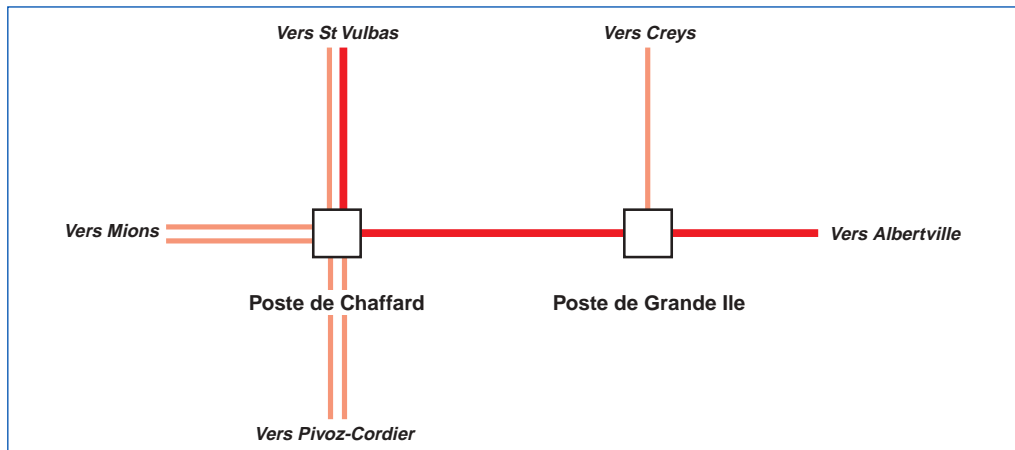 Vers St Vulbas
Vers Creys
Vers Mions
Vers Albertville
Poste de Chaffard
Poste de Grande Ile
Vers Pivoz-Cordier